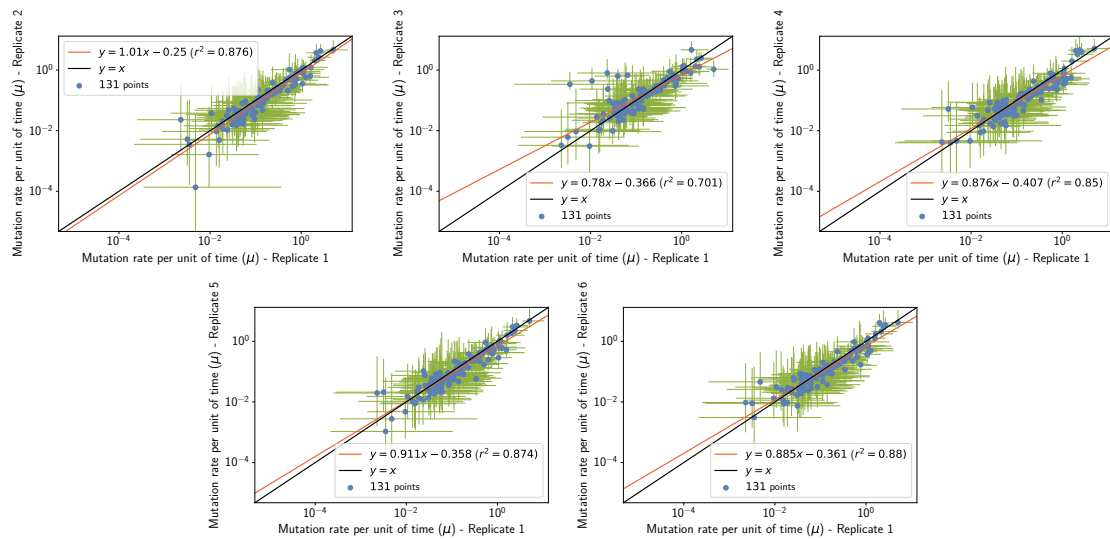 Mutation rate per unit of time (μ) - Replicate 2
10⁰
10⁻²
10⁻⁴
y = 1.01x − 0.25 (r² = 0.876)
y = x
131 points
10⁻⁴ 10⁻² 10⁰
Mutation rate per unit of time (μ) - Replicate 1
Mutation rate per unit of time (μ) - Replicate 3
10⁰
10⁻²
10⁻⁴
y = 0.78x − 0.366 (r² = 0.701)
y = x
131 points
10⁻⁴ 10⁻² 10⁰
Mutation rate per unit of time (μ) - Replicate 1
Mutation rate per unit of time (μ) - Replicate 4
10⁰
10⁻²
10⁻⁴
y = 0.876x − 0.407 (r² = 0.85)
y = x
131 points
10⁻⁴ 10⁻² 10⁰
Mutation rate per unit of time (μ) - Replicate 1
Mutation rate per unit of time (μ) - Replicate 5
10⁰
10⁻²
10⁻⁴
y = 0.911x − 0.358 (r² = 0.874)
y = x
131 points
10⁻⁴ 10⁻² 10⁰
Mutation rate per unit of time (μ) - Replicate 1
Mutation rate per unit of time (μ) - Replicate 6
10⁰
10⁻²
10⁻⁴
y = 0.885x − 0.361 (r² = 0.88)
y = x
131 points
10⁻⁴ 10⁻² 10⁰
Mutation rate per unit of time (μ) - Replicate 1